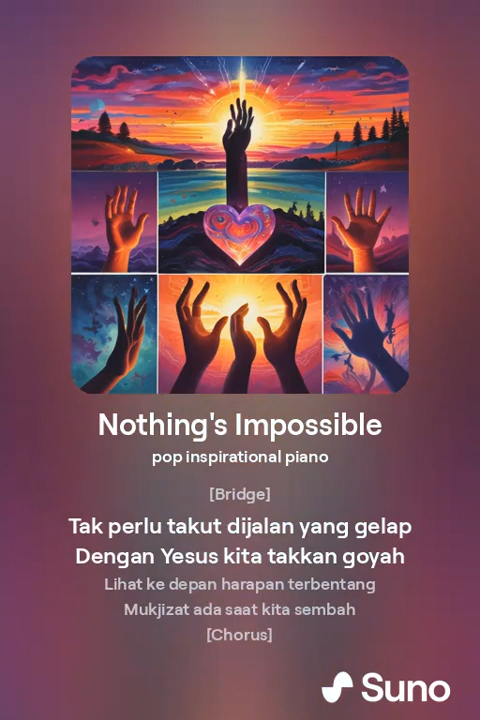 Nothing's Impossible
pop inspirational piano
[Bridge]
Tak perlu takut dijalan yang gelap
Dengan Yesus kita takkan goyah
Lihat ke depan harapan terbentang
Mukjizat ada saat kita sembah
[Chorus]
Suno